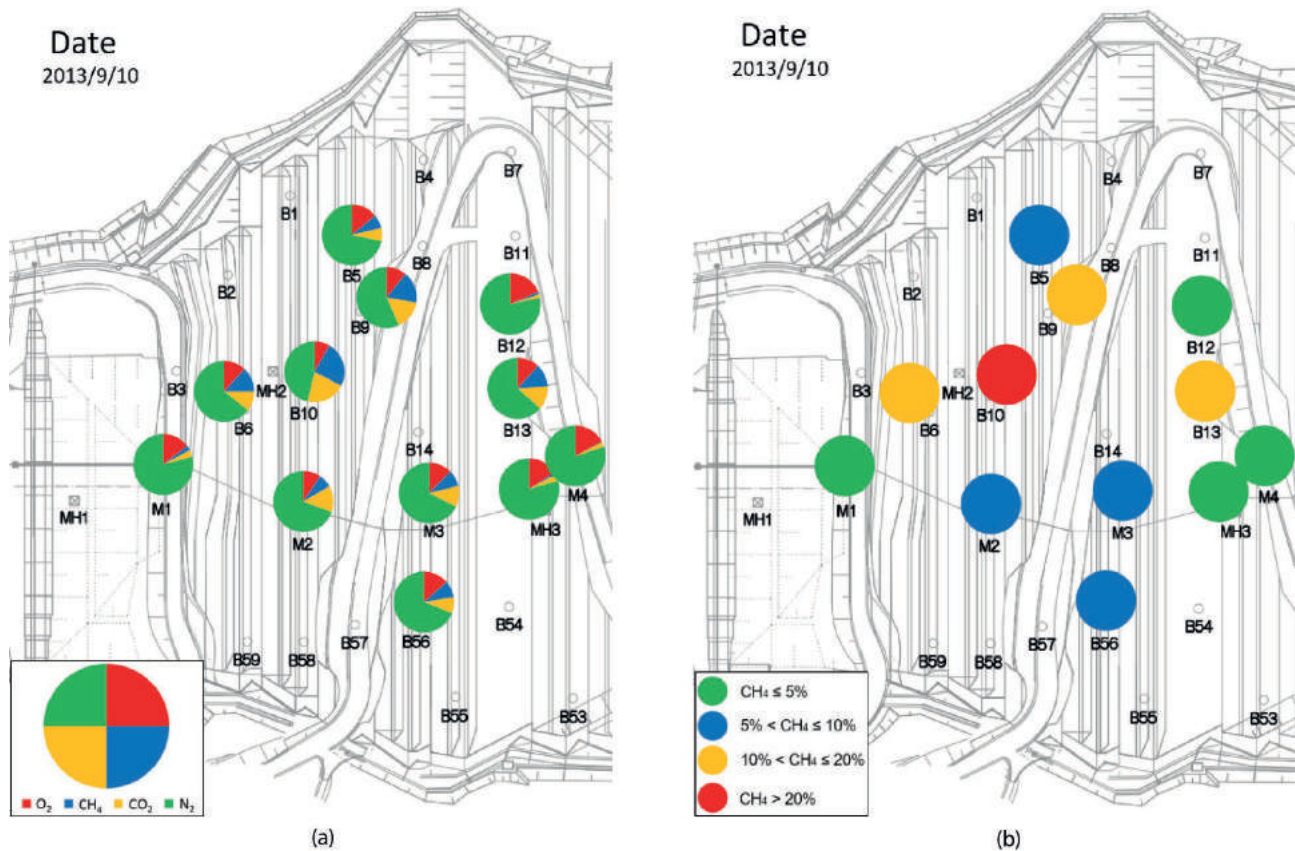 Date
2013/9/10
B7
B4
B1
B11
B8
B5
B2
B9
B12
B3
MH2
B10
B13
B6
B14
M4
M1
MH1
M3
MH3
M2
B54
B57
B56
B59
B58
B55
B53
O₂ CH₄ CO₂ N₂
(a)
Date
2013/9/10
B7
B4
B1
B11
B8
B5
B2
B9
B12
B3
MH2
B10
B13
B6
B14
M4
M1
MH1
M3
MH3
M2
B54
B57
B56
B59
B58
B55
B53
CH₄ ≤ 5%
5% < CH₄ ≤ 10%
10% < CH₄ ≤ 20%
CH₄ > 20%
(b)